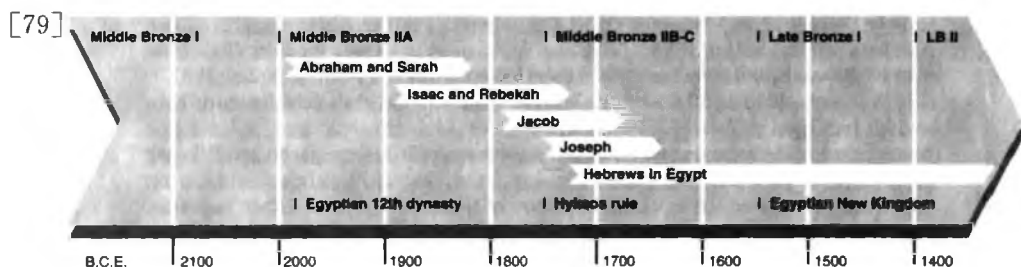 [79]
Middle Bronze I | Middle Bronze IIA | Middle Bronze IIB-C | Late Bronze I | LB II
Abraham and Sarah
Isaac and Rebekah
Jacob
Joseph
Hebrews in Egypt
| Egyptian 12th dynasty | Hyksos rule | Egyptian New Kingdom
B.C.E. 2100 2000 1900 1800 1700 1600 1500 1400